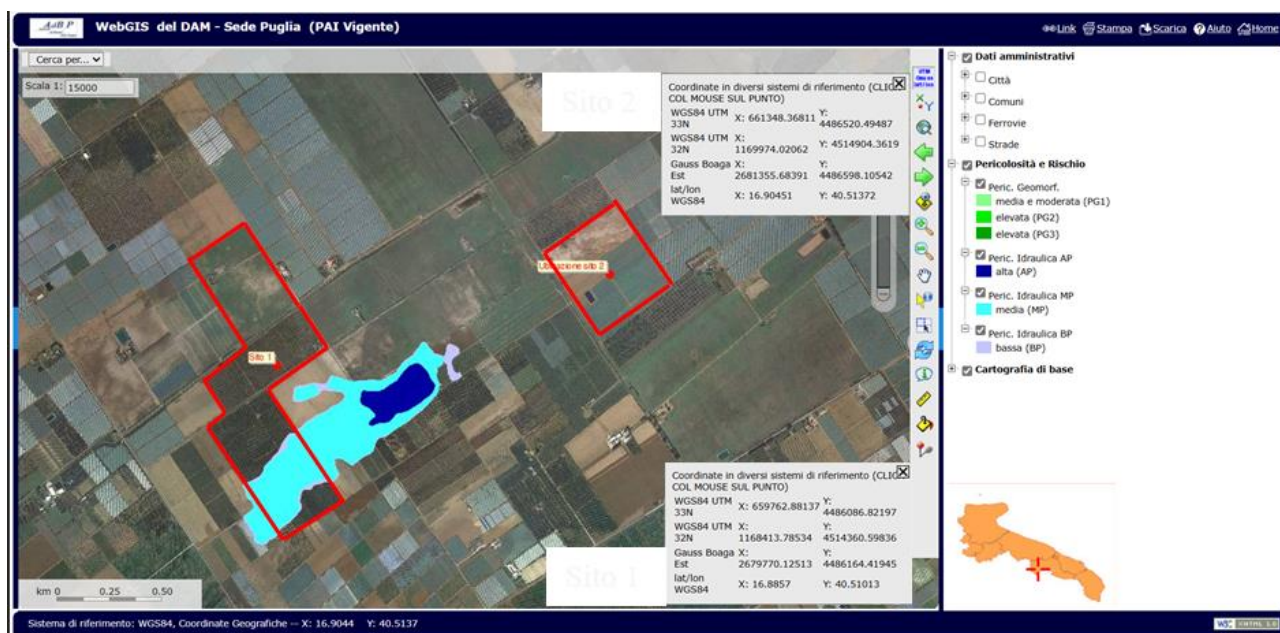 AdB P
WebGIS del DAM - Sede Puglia (PAI Vigente)
Link Stampa Scarica Aiuto Home
Cerca per...
Scala 1: 15000
Sito 2
Coordinate in diversi sistemi di riferimento (CLIC
COL MOUSE SUL PUNTO)
WGS84 UTM 33N X: 661348.36811 Y: 4486520.49487
WGS84 UTM 32N X: 1169974.02062 Y: 4514904.3619
Gauss Boaga Est X: 2681355.68391 Y: 4486598.10542
lat/lon WGS84 X: 16.90451 Y: 40.51372
Ubicazione sito 2
Sito 1
Coordinate in diversi sistemi di riferimento (CLIC
COL MOUSE SUL PUNTO)
WGS84 UTM 33N X: 659762.88137 Y: 4486086.82197
WGS84 UTM 32N X: 1168413.78534 Y: 4514360.59836
Gauss Boaga Est X: 2679770.12513 Y: 4486164.41945
lat/lon WGS84 X: 16.8857 Y: 40.51013
Sito 1
km 0 0.25 0.50
Dati amministrativi
Città
Comuni
Ferrovie
Strade
Pericolosità e Rischio
Peric. Geomorf.
media e moderata (PG1)
elevata (PG2)
elevata (PG3)
Peric. Idraulica AP
alta (AP)
Peric. Idraulica MP
media (MP)
Peric. Idraulica BP
bassa (BP)
Cartografia di base
Sistema di riferimento: WGS84, Coordinate Geografiche -- X: 16.9044 Y: 40.5137
W3C XHTML 1.0